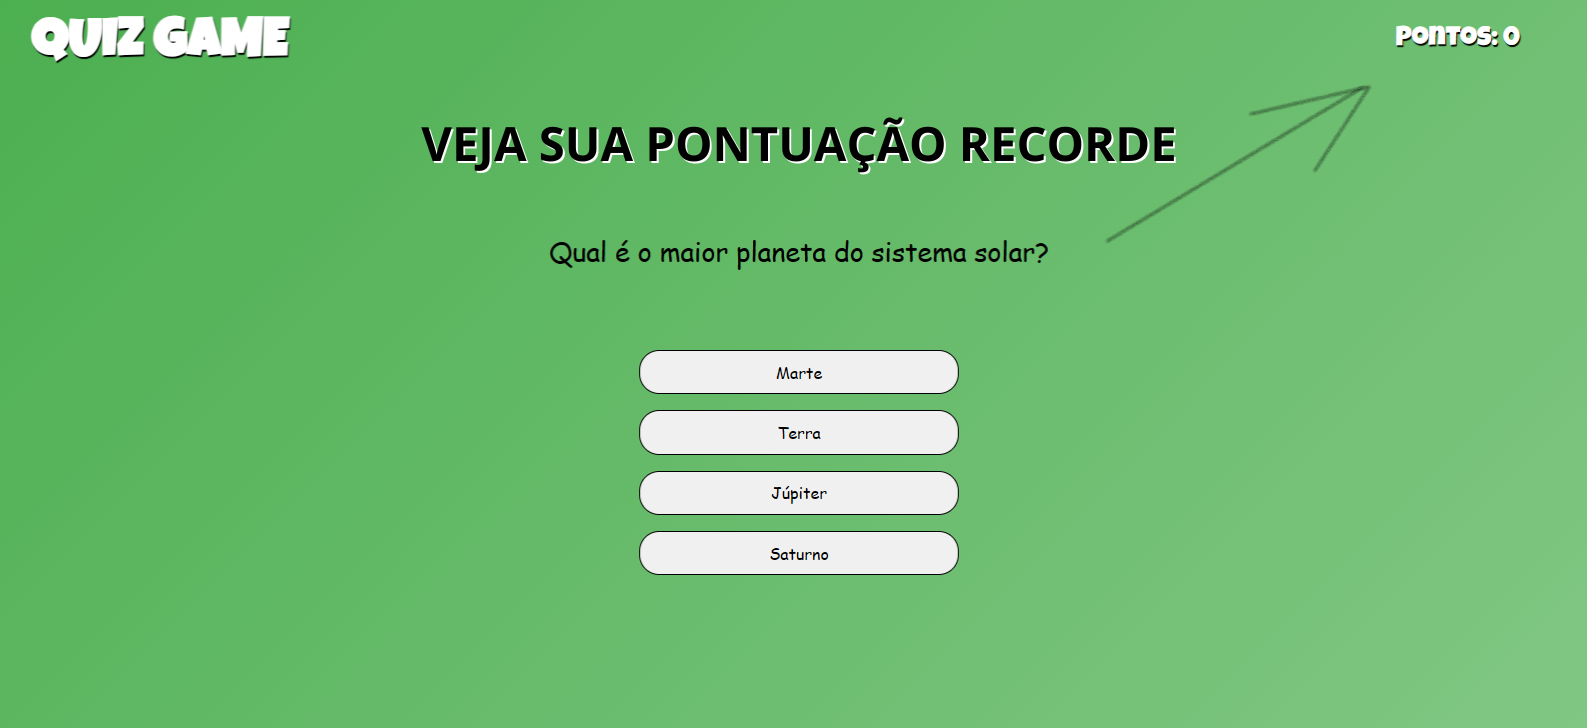 QUIZ GAME
Pontos: 0
VEJA SUA PONTUAÇÃO RECORDE
Qual é o maior planeta do sistema solar?
Marte
Terra
Júpiter
Saturno